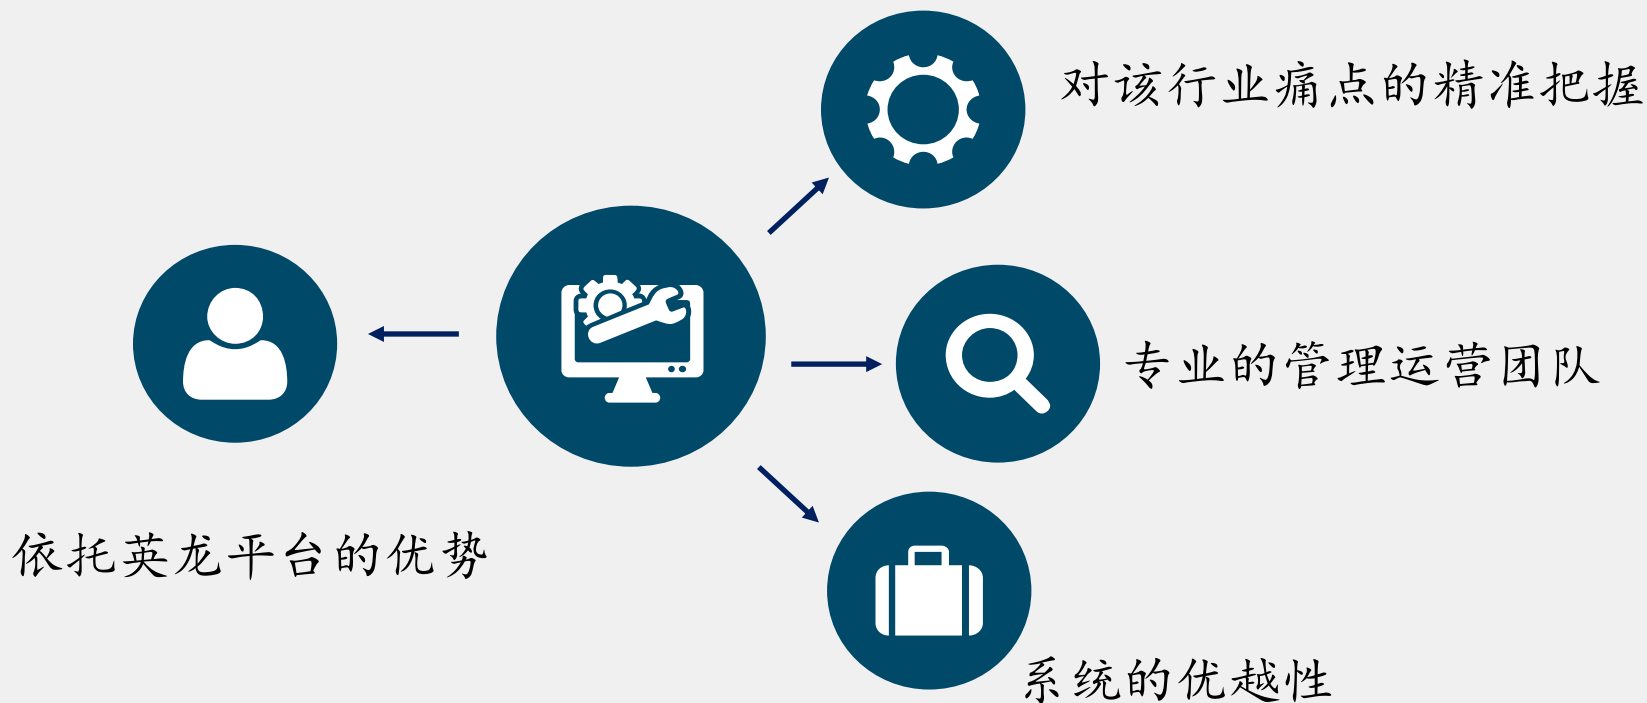 对该行业痛点的精准把握
专业的管理运营团队
依托英龙平台的优势
系统的优越性